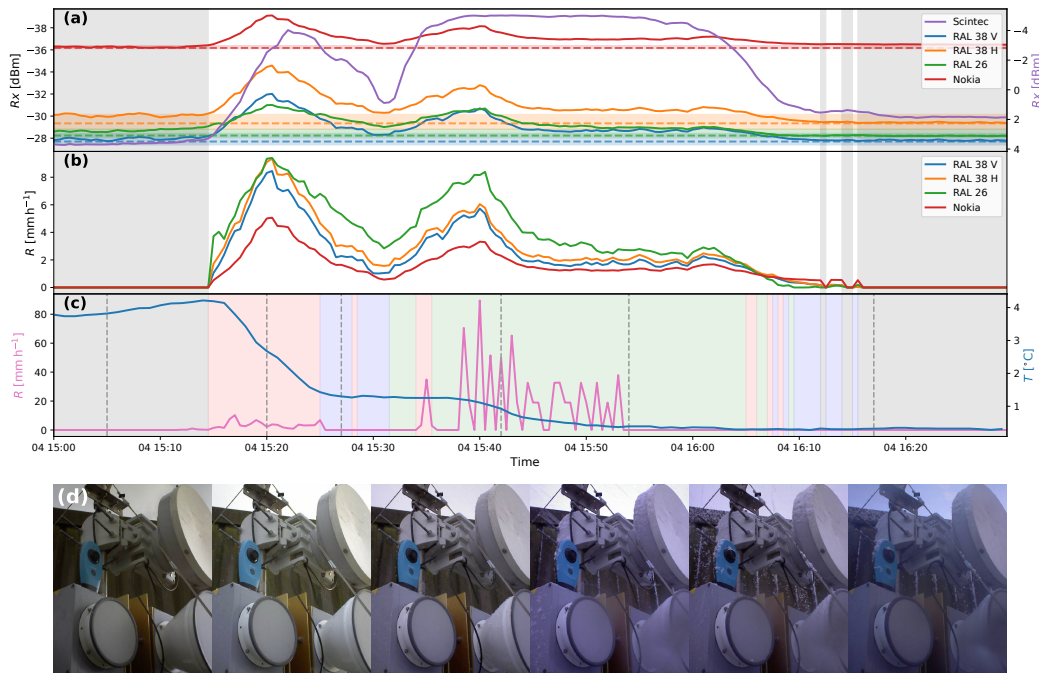 (a)
−38
−36
−34
−32
−30
−28
Rx [dBm]
−4
−2
0
2
4
Rx [dBm]
Scintec
RAL 38 V
RAL 38 H
RAL 26
Nokia
(b)
8
6
4
2
0
R [mm h⁻¹]
RAL 38 V
RAL 38 H
RAL 26
Nokia
(c)
80
60
40
20
0
R [mm h⁻¹]
4
3
2
1
T [°C]
04 15:00
04 15:10
04 15:20
04 15:30
04 15:40
04 15:50
04 16:00
04 16:10
04 16:20
Time
(d)